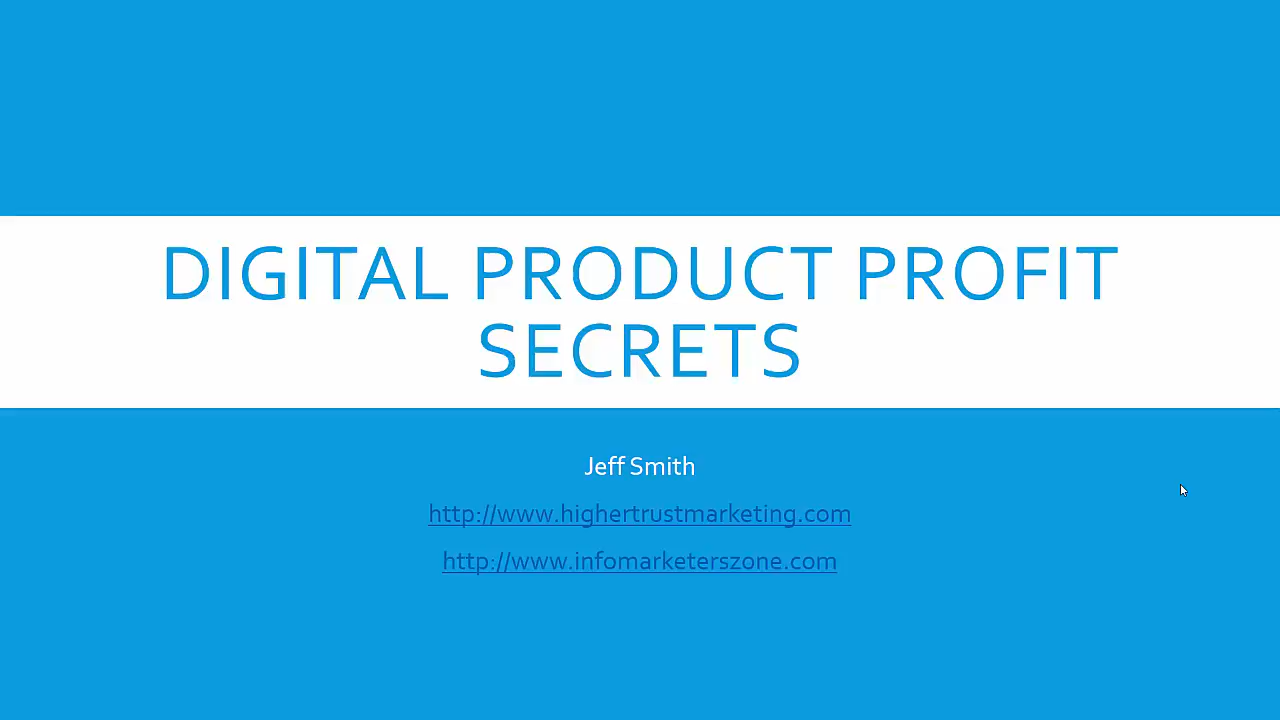 DIGITAL PRODUCT PROFIT
SECRETS
Jeff Smith
http://www.highertrustmarketing.com
http://www.infomarketerszone.com